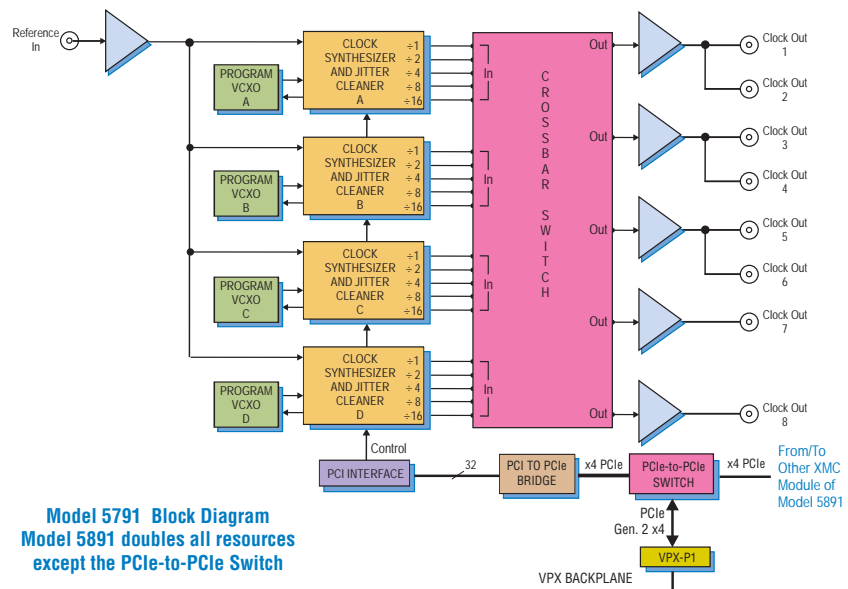 Reference
In
PROGRAM
VCXO
A
CLOCK
SYNTHESIZER
AND JITTER
CLEANER
A
÷1
÷2
÷4
÷8
÷16
In
PROGRAM
VCXO
B
CLOCK
SYNTHESIZER
AND JITTER
CLEANER
B
÷1
÷2
÷4
÷8
÷16
In
PROGRAM
VCXO
C
CLOCK
SYNTHESIZER
AND JITTER
CLEANER
C
÷1
÷2
÷4
÷8
÷16
In
PROGRAM
VCXO
D
CLOCK
SYNTHESIZER
AND JITTER
CLEANER
D
÷1
÷2
÷4
÷8
÷16
In
CROSSBAR SWITCH
Out
Out
Out
Out
Out
Clock Out
1
Clock Out
2
Clock Out
3
Clock Out
4
Clock Out
5
Clock Out
6
Clock Out
7
Clock Out
8
Control
PCI INTERFACE
32
PCI TO PCIe
BRIDGE
x4 PCIe
PCIe-to-PCIe
SWITCH
x4 PCIe
From/To
Other XMC
Module of
Model 5891
PCIe
Gen. 2 x4
VPX-P1
VPX BACKPLANE
Model 5791 Block Diagram
Model 5891 doubles all resources
except the PCIe-to-PCIe Switch